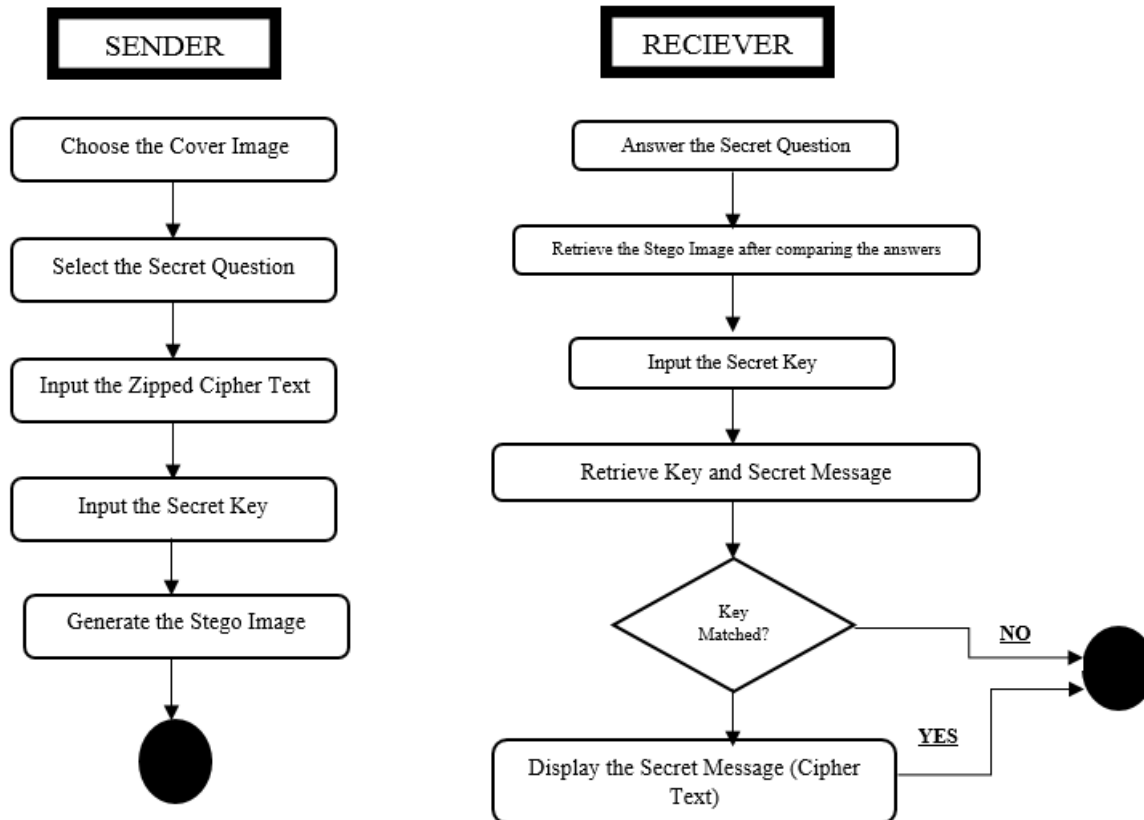 SENDER
Choose the Cover Image
Select the Secret Question
Input the Zipped Cipher Text
Input the Secret Key
Generate the Stego Image
RECIEVER
Answer the Secret Question
Retrieve the Stego Image after comparing the answers
Input the Secret Key
Retrieve Key and Secret Message
Key
Matched?
NO
YES
Display the Secret Message (Cipher
Text)